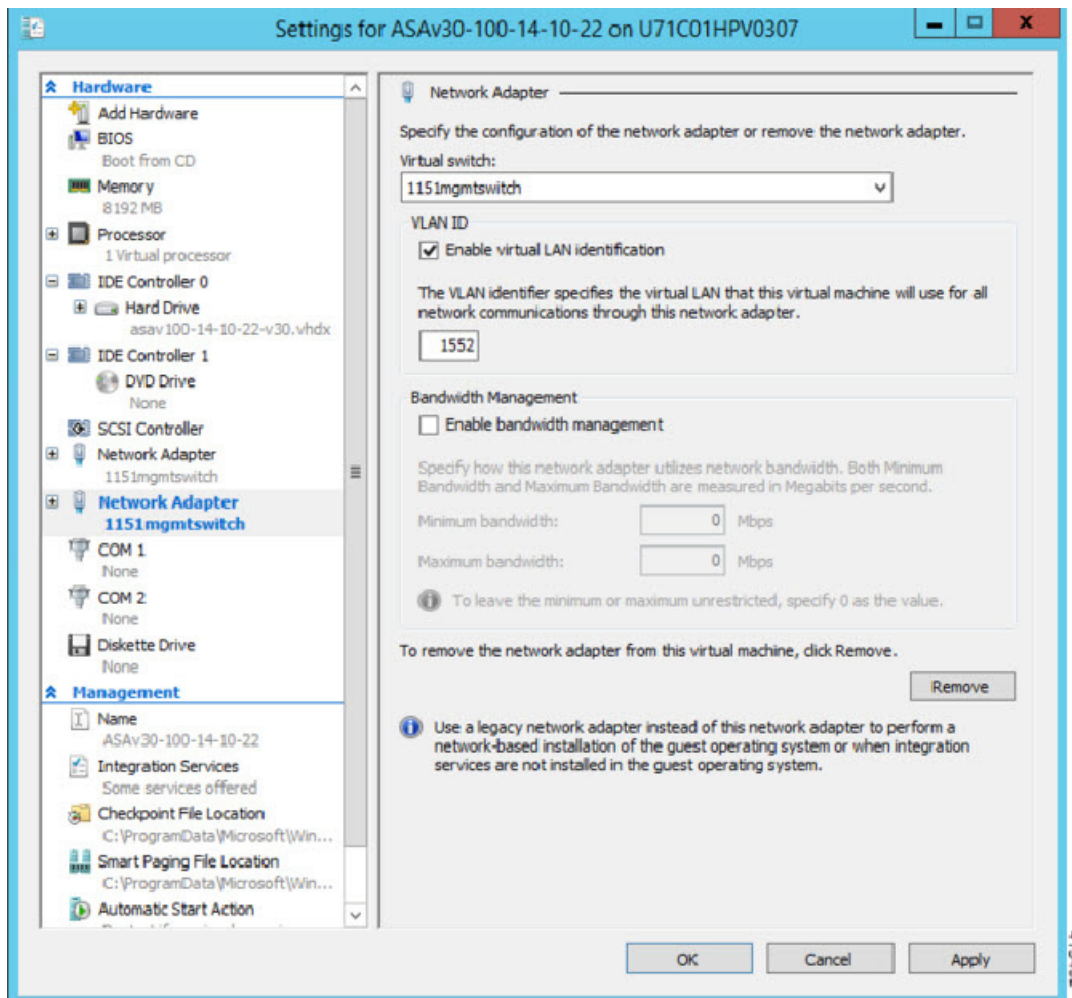 Settings for ASAv30-100-14-10-22 on U71C01HPV0307
Hardware
Add Hardware
BIOS
Boot from CD
Memory
8192 MB
Processor
1 Virtual processor
IDE Controller 0
Hard Drive
asav100-14-10-22-v30.vhdx
IDE Controller 1
DVD Drive
None
SCSI Controller
Network Adapter
1151mgmtswitch
Network Adapter
1151mgmtswitch
COM 1
None
COM 2
None
Diskette Drive
None
Management
Name
ASAv30-100-14-10-22
Integration Services
Some services offered
Checkpoint File Location
C:\ProgramData\Microsoft\Win...
Smart Paging File Location
C:\ProgramData\Microsoft\Win...
Automatic Start Action
Network Adapter
Specify the configuration of the network adapter or remove the network adapter.
Virtual switch:
1151mgmtswitch
VLAN ID
Enable virtual LAN identification
The VLAN identifier specifies the virtual LAN that this virtual machine will use for all
network communications through this network adapter.
1552
Bandwidth Management
Enable bandwidth management
Specify how this network adapter utilizes network bandwidth. Both Minimum
Bandwidth and Maximum Bandwidth are measured in Megabits per second.
Minimum bandwidth: 0 Mbps
Maximum bandwidth: 0 Mbps
To leave the minimum or maximum unrestricted, specify 0 as the value.
To remove the network adapter from this virtual machine, click Remove.
Remove
Use a legacy network adapter instead of this network adapter to perform a
network-based installation of the guest operating system or when integration
services are not installed in the guest operating system.
OK Cancel Apply